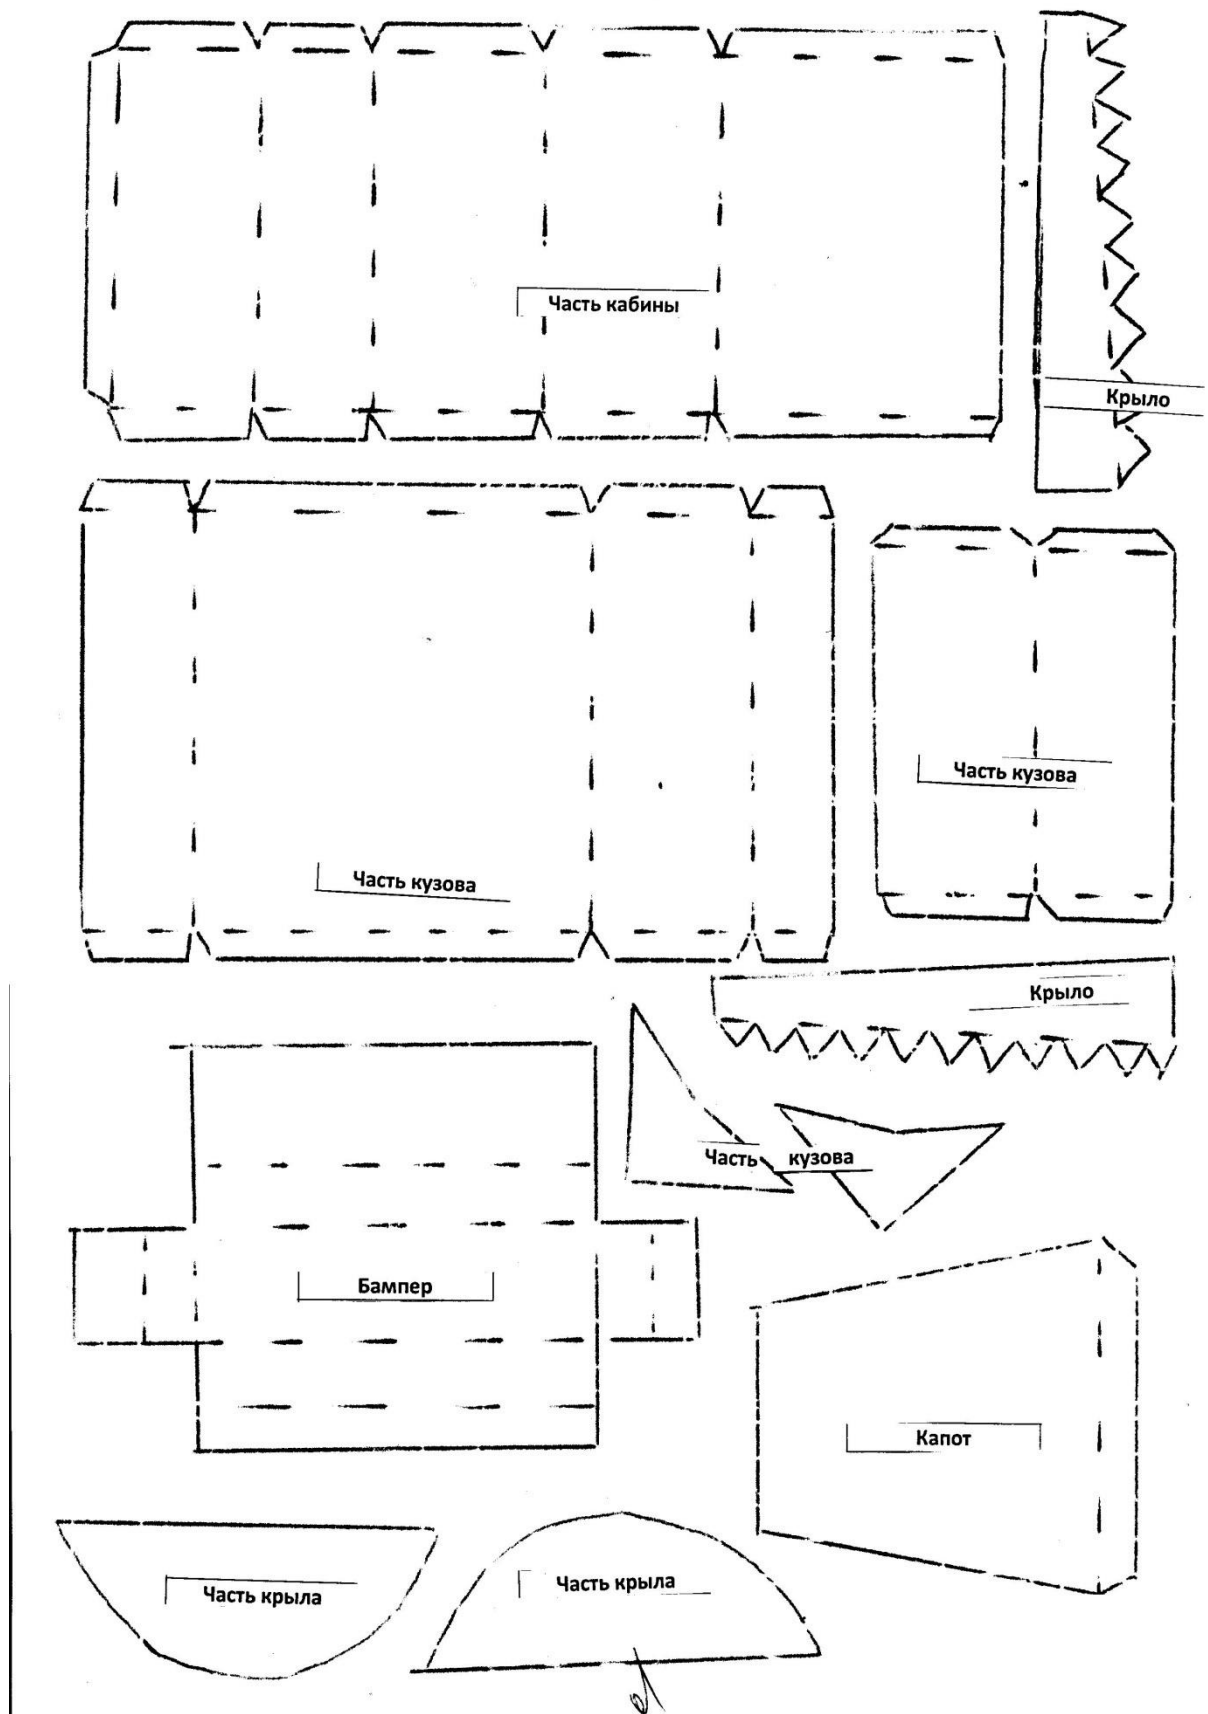 Часть кабины
Крыло
Часть кузова
Часть кузова
Крыло
Часть кузова
Бампер
Капот
Часть крыла
Часть крыла